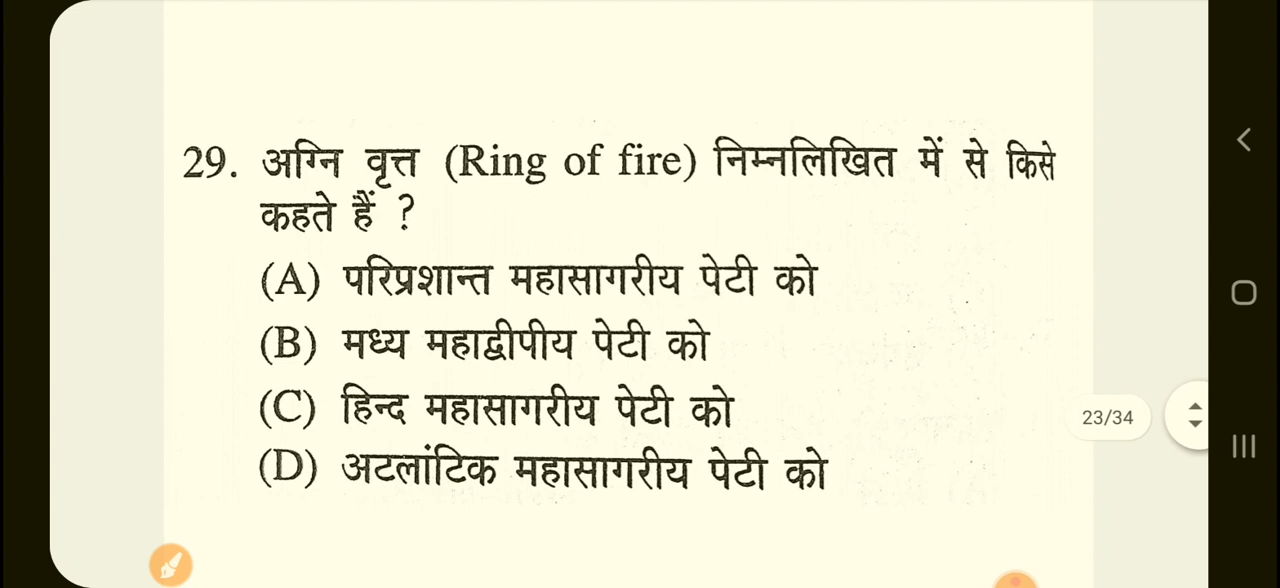 29. अग्नि वृत्त (Ring of fire) निम्नलिखित में से किसे
कहते हैं ?
(A) परिप्रशान्त महासागरीय पेटी को
(B) मध्य महाद्वीपीय पेटी को
(C) हिन्द महासागरीय पेटी को
(D) अटलांटिक महासागरीय पेटी को
23/34